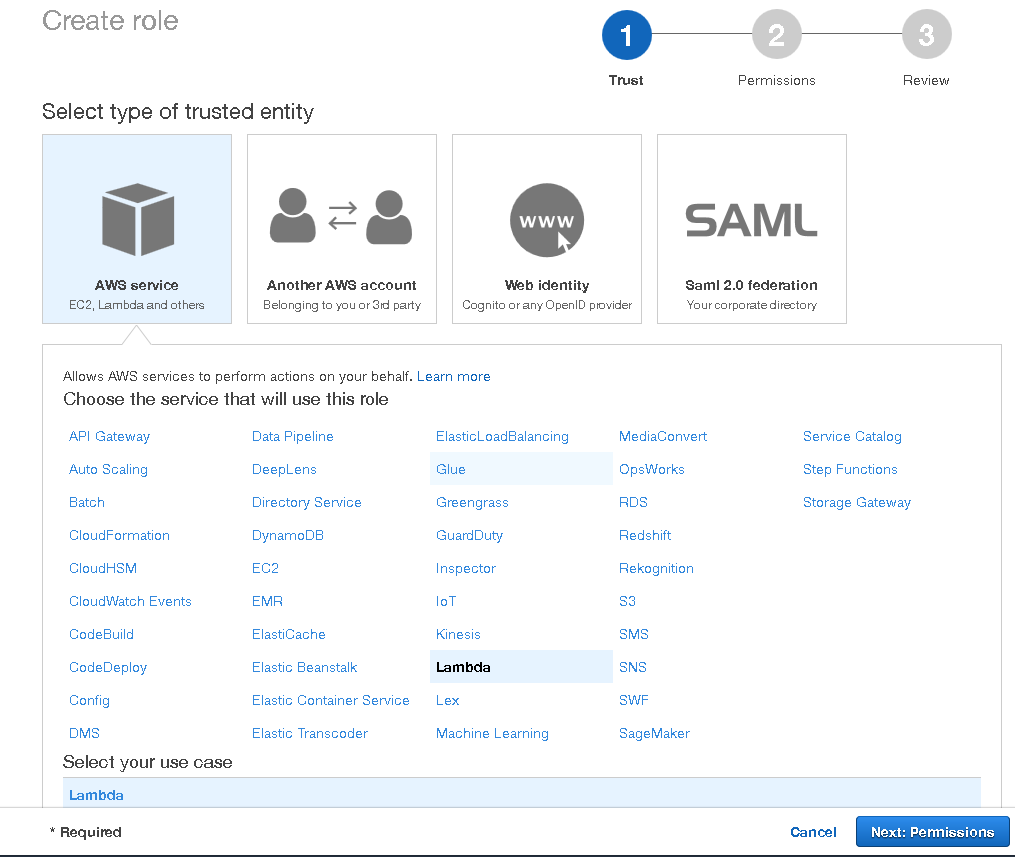 Create role
1 2 3
Trust Permissions Review
Select type of trusted entity
www SAML
AWS service Another AWS account Web identity Saml 2.0 federation
EC2, Lambda and others Belonging to you or 3rd party Cognito or any OpenID provider Your corporate directory
Allows AWS services to perform actions on your behalf. Learn more
Choose the service that will use this role
API Gateway Data Pipeline ElasticLoadBalancing MediaConvert Service Catalog
Auto Scaling DeepLens Glue OpsWorks Step Functions
Batch Directory Service Greengrass RDS Storage Gateway
CloudFormation DynamoDB GuardDuty Redshift
CloudHSM EC2 Inspector Rekognition
CloudWatch Events EMR IoT S3
CodeBuild ElastiCache Kinesis SMS
CodeDeploy Elastic Beanstalk Lambda SNS
Config Elastic Container Service Lex SWF
DMS Elastic Transcoder Machine Learning SageMaker
Select your use case
Lambda
* Required Cancel Next: Permissions